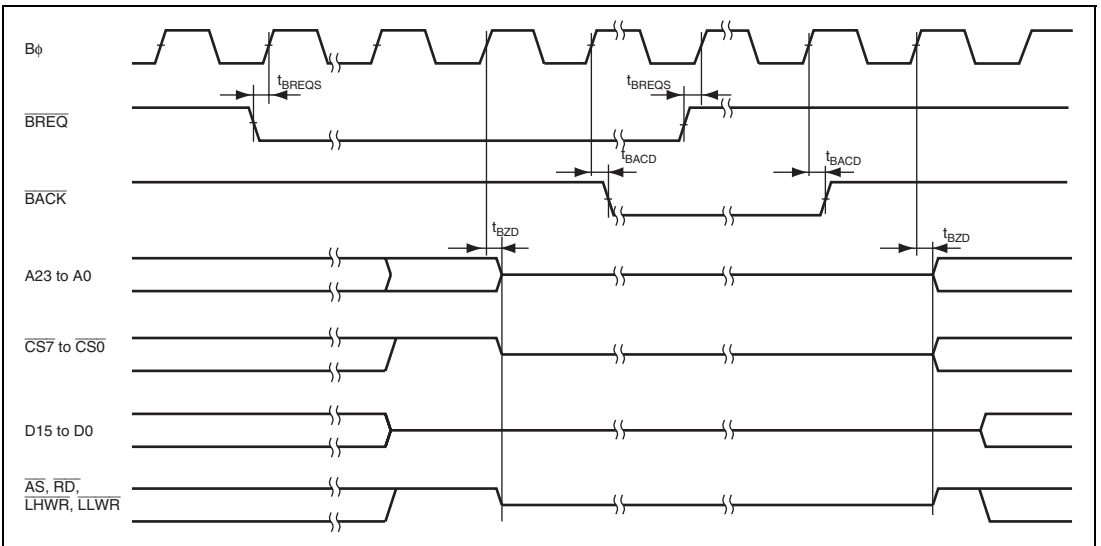 Bφ
tBREQS
tBREQS
BREQ
tBACD
tBACD
BACK
tBZD
tBZD
A23 to A0
CS7 to CS0
D15 to D0
AS, RD,
LHWR, LLWR